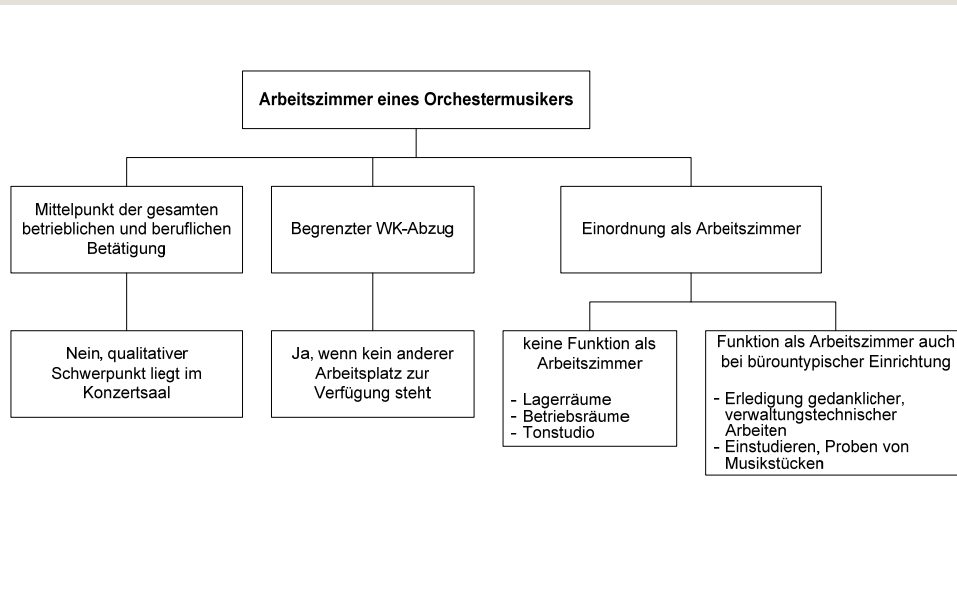 Arbeitszimmer eines Orchestermusikers
Mittelpunkt der gesamten
betrieblichen und beruflichen
Betätigung
Begrenzter WK-Abzug
Einordnung als Arbeitszimmer
Nein, qualitativer
Schwerpunkt liegt im
Konzertsaal
Ja, wenn kein anderer
Arbeitsplatz zur
Verfügung steht
keine Funktion als
Arbeitszimmer
- Lagerräume
- Betriebsräume
- Tonstudio
Funktion als Arbeitszimmer auch
bei bürountypischer Einrichtung
- Erledigung gedanklicher,
verwaltungstechnischer
Arbeiten
- Einstudieren, Proben von
Musikstücken